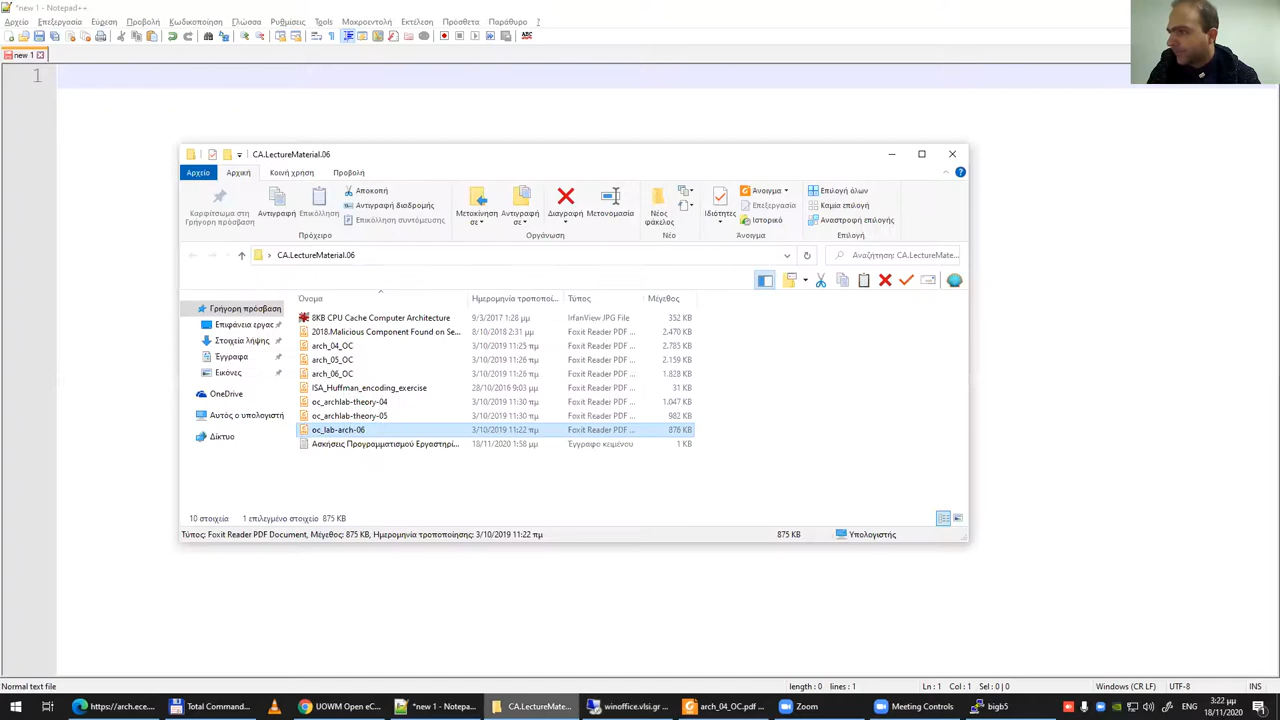 *new 1 - Notepad++
Αρχείο Επεξεργασία Εύρεση Προβολή Κωδικοποίηση Γλώσσα Ρυθμίσεις Tools Μακροεντολή Εκτέλεση Πρόσθετα Παράθυρο ?
new 1
1
CA.LectureMaterial.06
Αρχείο Αρχική Κοινή χρήση Προβολή
Καρφίτσωμα στη Γρήγορη πρόσβαση
Αντιγραφή
Επικόλληση
Αποκοπή
Αντιγραφή διαδρομής
Επικόλληση συντόμευσης
Μετακίνηση σε
Αντιγραφή σε
Διαγραφή
Μετονομασία
Νέος φάκελος
Ιδιότητες
Άνοιγμα
Επεξεργασία
Ιστορικό
Επιλογή όλων
Καμία επιλογή
Αναστροφή επιλογής
Πρόχειρο Οργάνωση Νέο Άνοιγμα Επιλογή
CA.LectureMaterial.06
Αναζήτηση: CA.LectureMate...
Όνομα Ημερομηνία τροποποί... Τύπος Μέγεθος
Γρήγορη πρόσβαση
Επιφάνεια εργας
Στοιχεία λήψης
Έγγραφα
Εικόνες
OneDrive
Αυτός ο υπολογιστή
Δίκτυο
8KB CPU Cache Computer Architecture 9/3/2017 1:28 μμ IrfanView JPG File 352 KB
2018.Malicious Component Found on Se... 8/10/2018 2:31 μμ Foxit Reader PDF ... 2.470 KB
arch_04_OC 3/10/2019 11:25 πμ Foxit Reader PDF ... 2.785 KB
arch_05_OC 3/10/2019 11:26 πμ Foxit Reader PDF ... 2.159 KB
arch_06_OC 3/10/2019 11:26 πμ Foxit Reader PDF ... 1.828 KB
ISA_Huffman_encoding_exercise 28/10/2016 9:03 μμ Foxit Reader PDF ... 31 KB
oc_archlab-theory-04 3/10/2019 11:30 πμ Foxit Reader PDF ... 1.047 KB
oc_archlab-theory-05 3/10/2019 11:30 πμ Foxit Reader PDF ... 982 KB
oc_lab-arch-06 3/10/2019 11:22 πμ Foxit Reader PDF ... 876 KB
Ασκήσεις Προγραμματισμού Εργαστηρί... 18/11/2020 1:58 μμ Έγγραφο κειμένου 1 KB
10 στοιχεία 1 επιλεγμένο στοιχείο 875 KB
Τύπος: Foxit Reader PDF Document, Μέγεθος: 875 KB, Ημερομηνία τροποποίησης: 3/10/2019 11:22 πμ 875 KB Υπολογιστής
Normal text file length : 0 lines : 1 Ln : 1 Col : 1 Sel : 0 | 0 Windows (CR LF) UTF-8 INS
https://arch.ece.... Total Command... UOWM Open eC... *new 1 - Notepa... CA.LectureMate... winoffice.vlsi.gr ... arch_04_OC.pdf ... Zoom Meeting Controls bigb5
3:22 μμ
18/11/2020